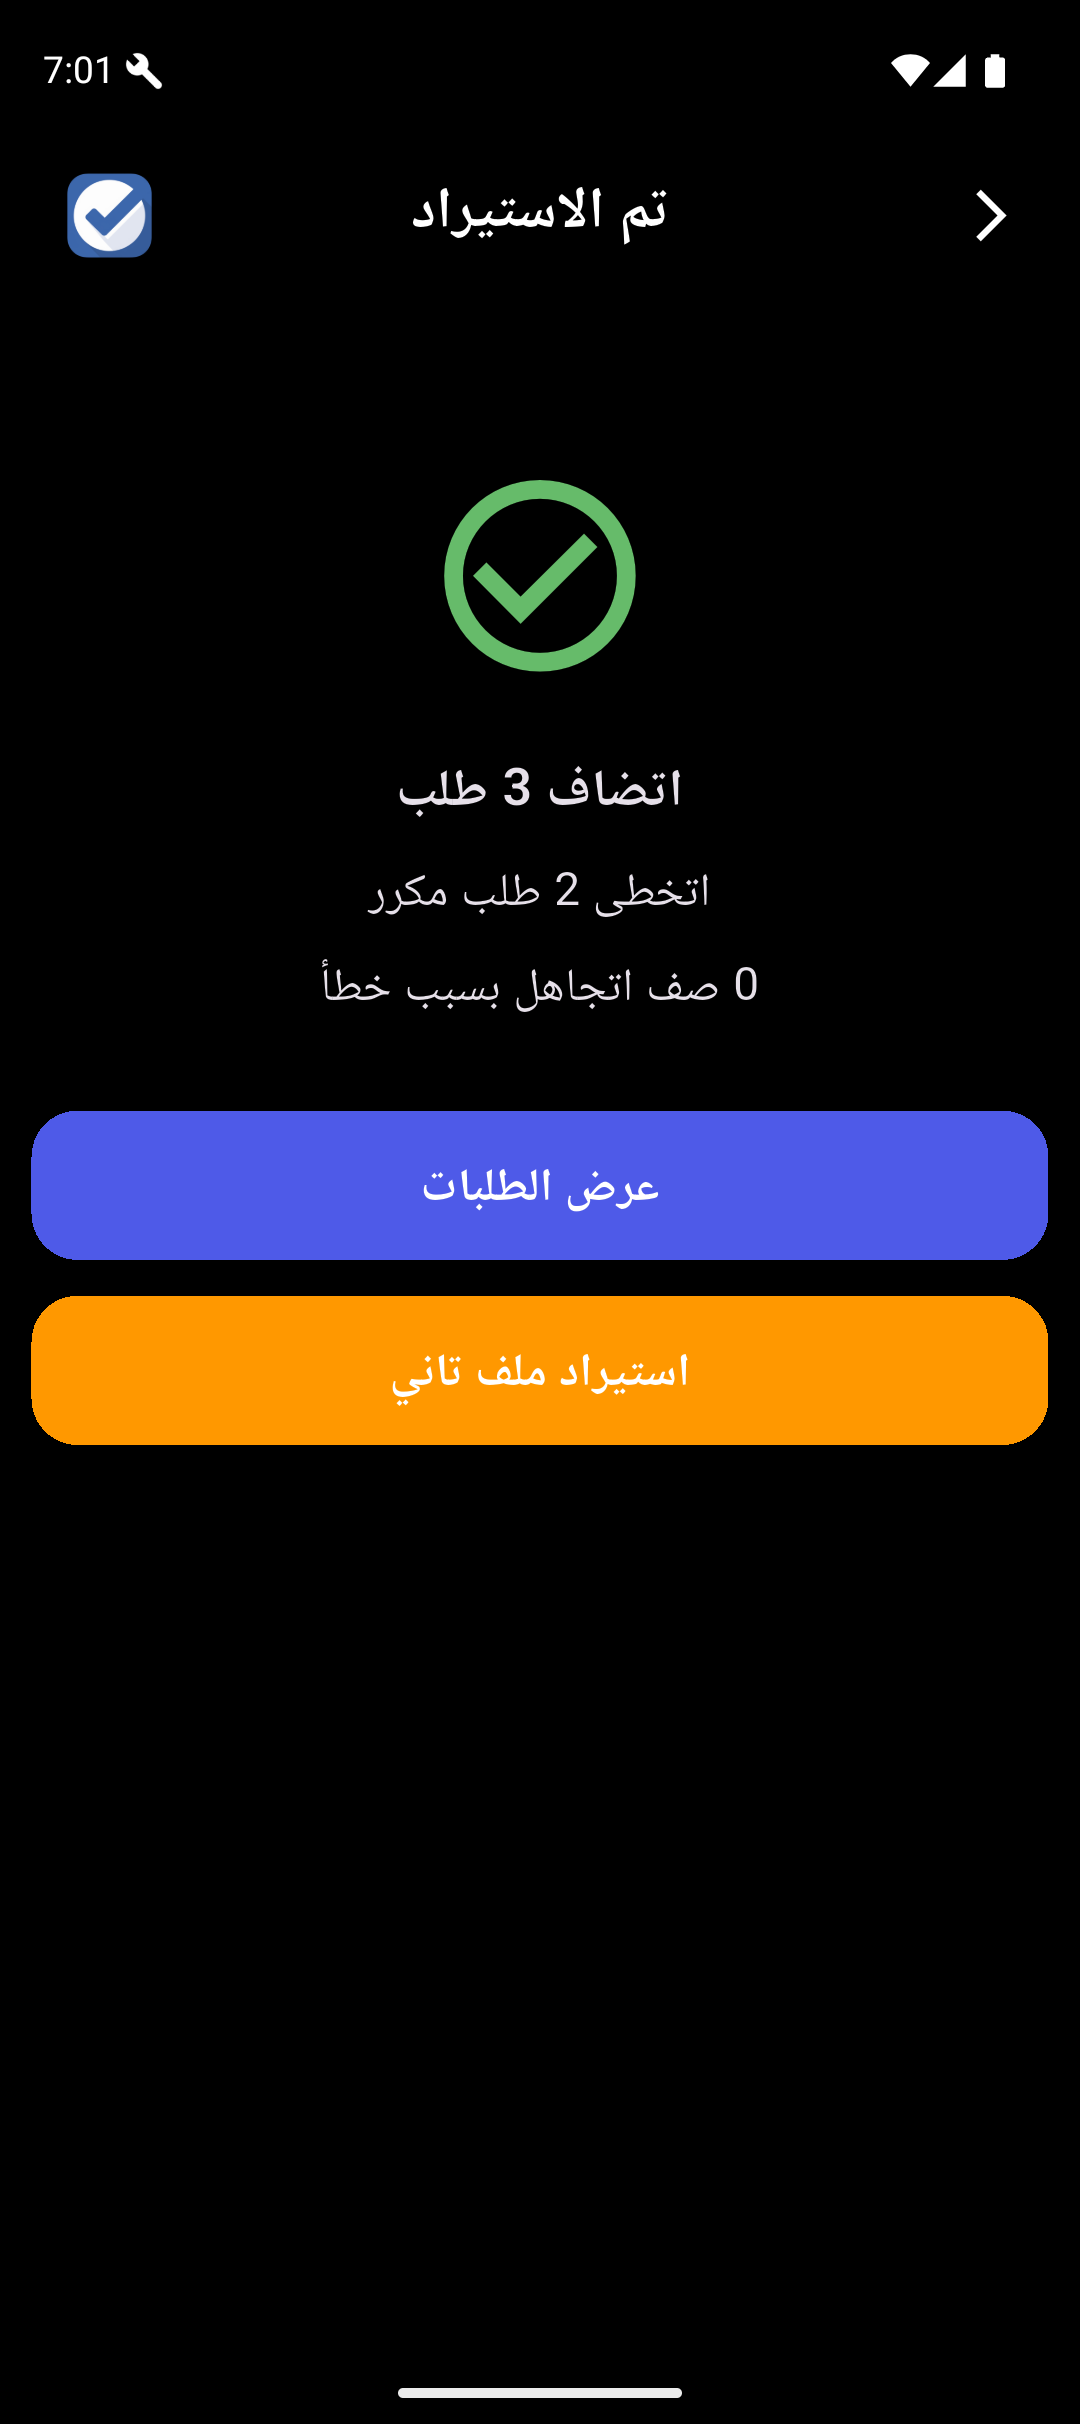 7:01
تم الاستيراد
اتضاف 3 طلب
اتخطى 2 طلب مكرر
0 صف اتجاهل بسبب خطأ
عرض الطلبات
استيراد ملف تاني